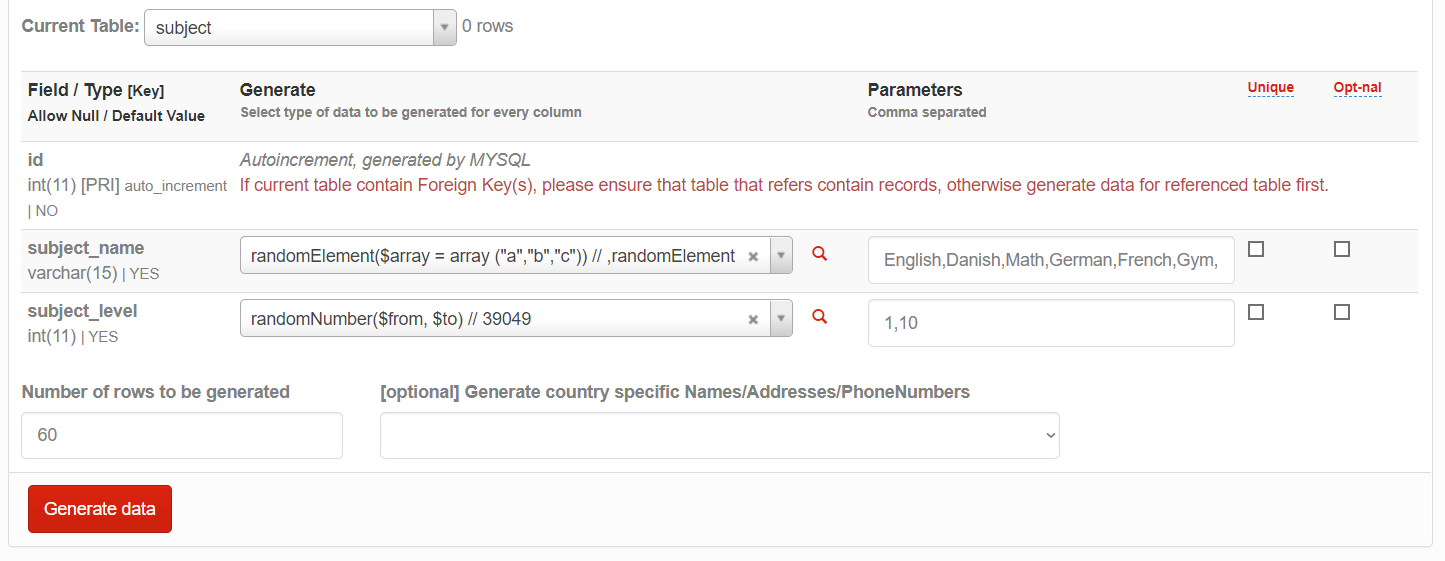 Current Table: subject 0 rows
Field / Type [Key] Generate Parameters Unique Opt-nal
Allow Null / Default Value Select type of data to be generated for every column Comma separated
id Autoincrement, generated by MYSQL
int(11) [PRI] auto_increment If current table contain Foreign Key(s), please ensure that table that refers contain records, otherwise generate data for referenced table first.
| NO
subject_name randomElement($array = array ("a","b","c")) // ,randomElement English,Danish,Math,German,French,Gym,
varchar(15) | YES
subject_level randomNumber($from, $to) // 39049 1,10
int(11) | YES
Number of rows to be generated [optional] Generate country specific Names/Addresses/PhoneNumbers
60
Generate data